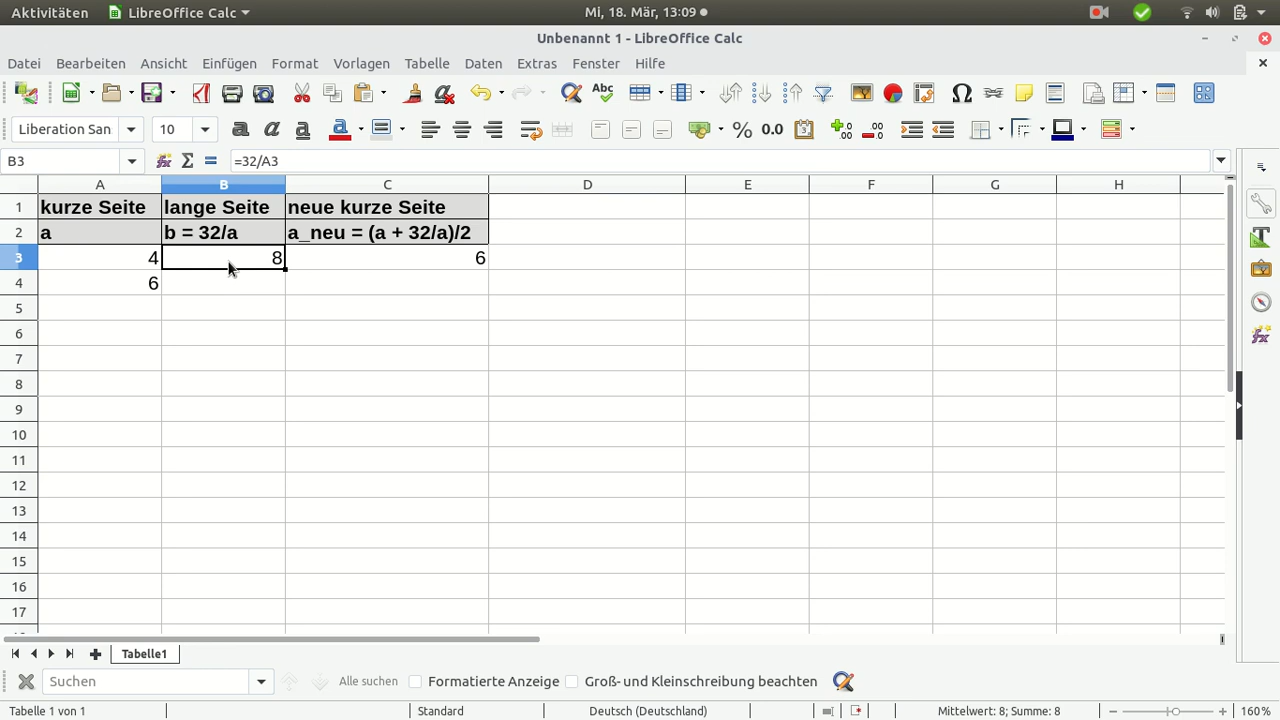 Aktivitäten LibreOffice Calc Mi, 18. Mär, 13:09
Unbenannt 1 - LibreOffice Calc
Datei Bearbeiten Ansicht Einfügen Format Vorlagen Tabelle Daten Extras Fenster Hilfe
Liberation San 10
B3 =32/A3
A B C D E F G H
1 kurze Seite lange Seite neue kurze Seite
2 a b = 32/a a_neu = (a + 32/a)/2
3 4 8 6
4 6
5
6
7
8
9
10
11
12
13
14
15
16
17
Tabelle1
Suchen Alle suchen Formatierte Anzeige Groß- und Kleinschreibung beachten
Tabelle 1 von 1 Standard Deutsch (Deutschland) Mittelwert: 8; Summe: 8 160%